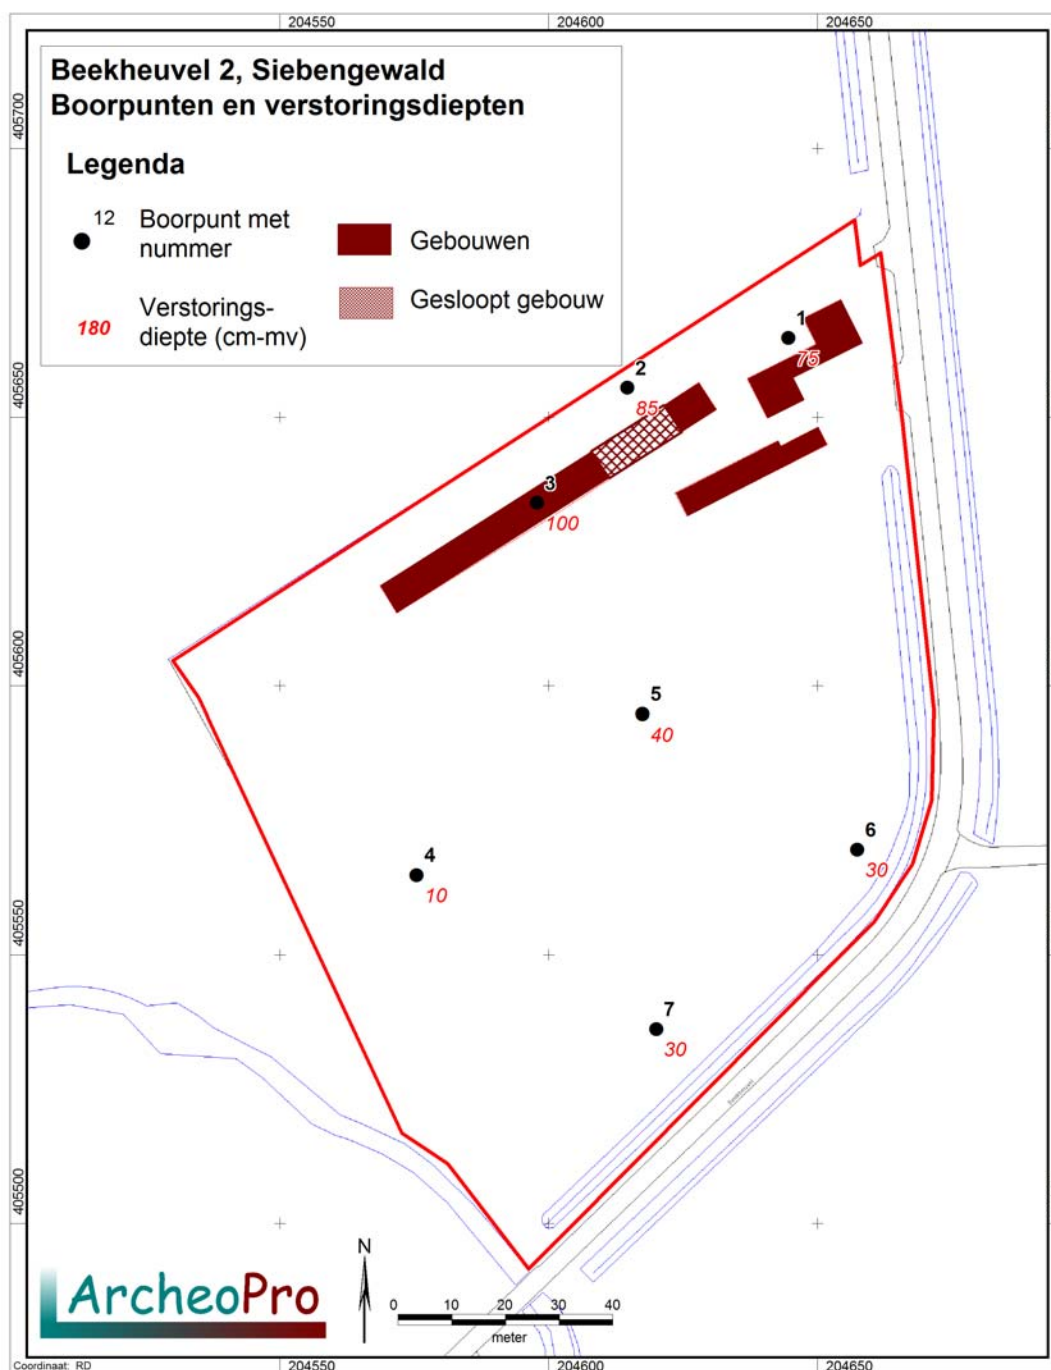 204550 204600 204650
Beekheuvel 2, Siebengewald
Boorpunten en verstoringsdiepten
Legenda
12 Boorpunt met
nummer
Gebouwen
180 Verstorings-
diepte (cm-mv)
Gesloopt gebouw
405700
405650
405600
405550
405500
1
75
2
85
3
100
5
40
6
30
4
10
7
30
Beekheuvel
ArcheoPro
N
0 10 20 30 40
meter
204550 204600 204650
Coordinaat: RD